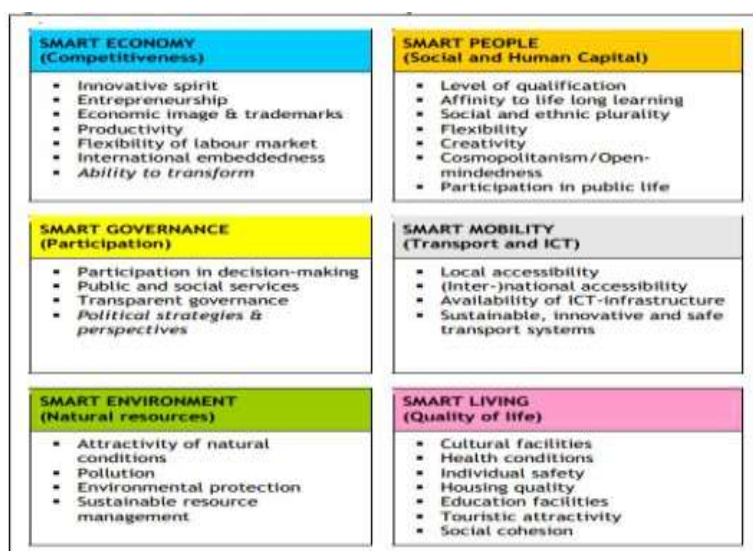 SMART ECONOMY
(Competitiveness)
▪ Innovative spirit
▪ Entrepreneurship
▪ Economic image & trademarks
▪ Productivity
▪ Flexibility of labour market
▪ International embeddedness
▪ Ability to transform
SMART PEOPLE
(Social and Human Capital)
▪ Level of qualification
▪ Affinity to life long learning
▪ Social and ethnic plurality
▪ Flexibility
▪ Creativity
▪ Cosmopolitanism/Open-
mindedness
▪ Participation in public life
SMART GOVERNANCE
(Participation)
▪ Participation in decision-making
▪ Public and social services
▪ Transparent governance
▪ Political strategies &
perspectives
SMART MOBILITY
(Transport and ICT)
▪ Local accessibility
▪ (Inter-)national accessibility
▪ Availability of ICT-infrastructure
▪ Sustainable, innovative and safe
transport systems
SMART ENVIRONMENT
(Natural resources)
▪ Attractivity of natural
conditions
▪ Pollution
▪ Environmental protection
▪ Sustainable resource
management
SMART LIVING
(Quality of life)
▪ Cultural facilities
▪ Health conditions
▪ Individual safety
▪ Housing quality
▪ Education facilities
▪ Touristic attractivity
▪ Social cohesion